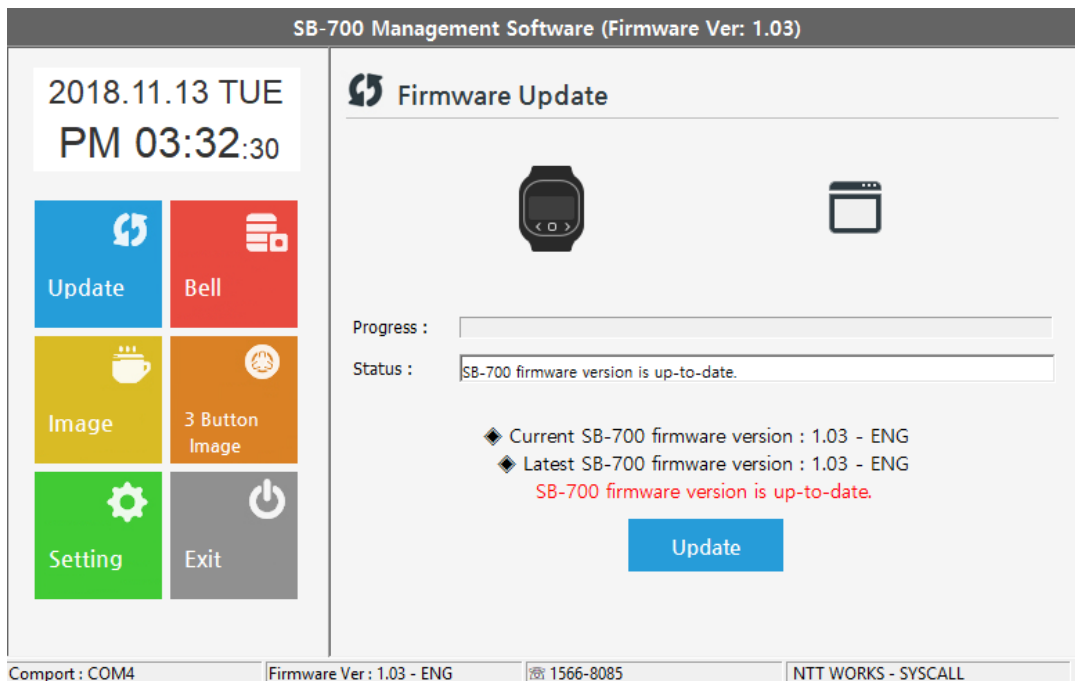 SB-700 Management Software (Firmware Ver: 1.03)
2018.11.13 TUE
PM 03:32:30
Update
Bell
Image
3 Button
Image
Setting
Exit
Firmware Update
Progress :
Status :
SB-700 firmware version is up-to-date.
◈ Current SB-700 firmware version : 1.03 - ENG
◈ Latest SB-700 firmware version : 1.03 - ENG
SB-700 firmware version is up-to-date.
Update
Comport : COM4
Firmware Ver : 1.03 - ENG
☏ 1566-8085
NTT WORKS - SYSCALL